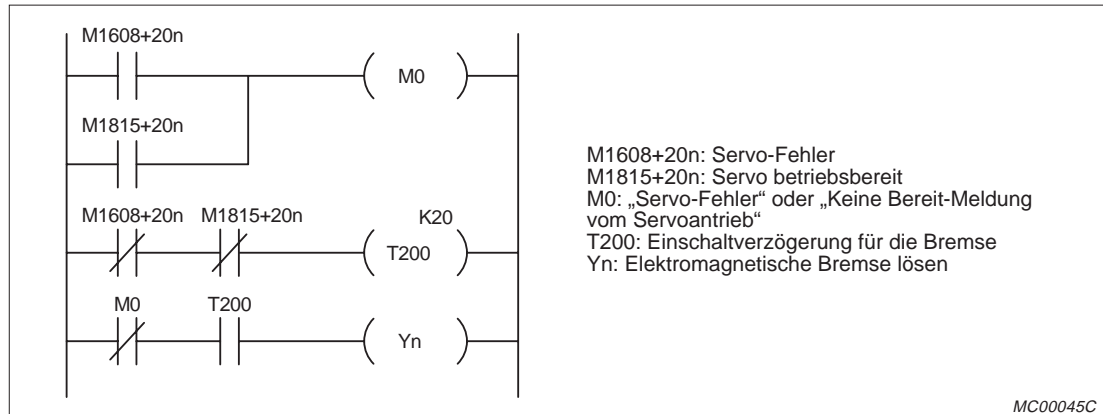 M1608+20n
M0
M1815+20n
M1608+20n M1815+20n K20
T200
M0 T200
Yn
M1608+20n: Servo-Fehler
M1815+20n: Servo betriebsbereit
M0: „Servo-Fehler“ oder „Keine Bereit-Meldung
vom Servoantrieb“
T200: Einschaltverzögerung für die Bremse
Yn: Elektromagnetische Bremse lösen
MC00045C